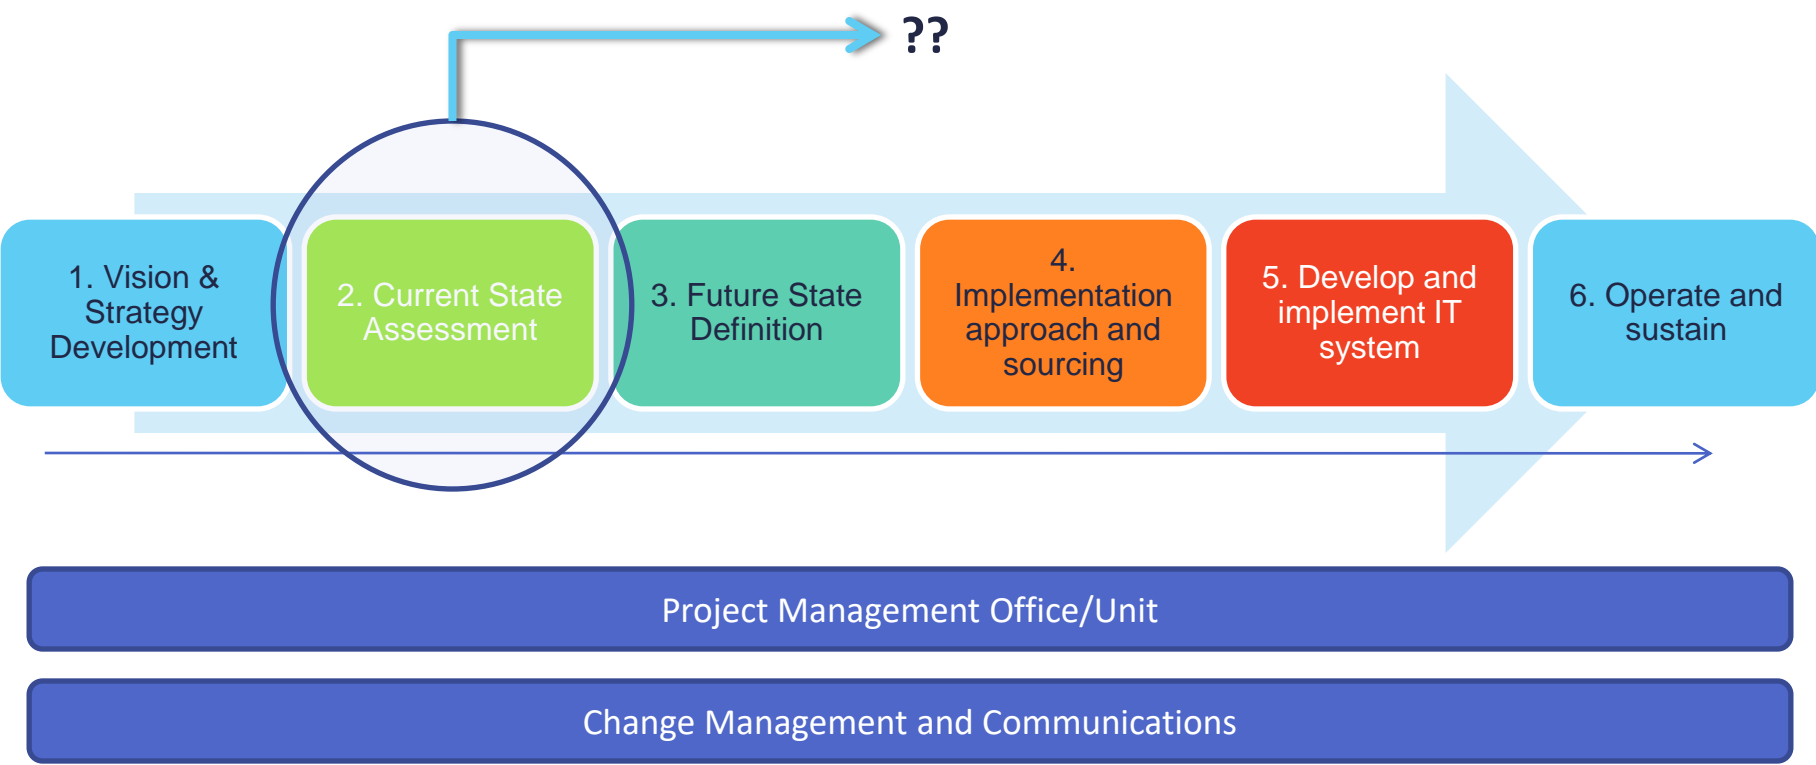 ??
1. Vision &
Strategy
Development
2. Current State
Assessment
3. Future State
Definition
4.
Implementation
approach and
sourcing
5. Develop and
implement IT
system
6. Operate and
sustain
Project Management Office/Unit
Change Management and Communications